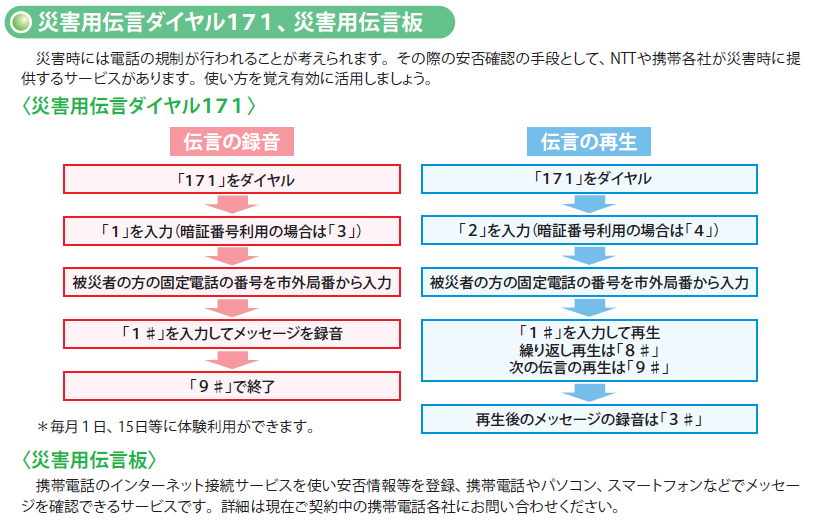 災害用伝言ダイヤル171、災害用伝言板
災害時には電話の規制が行われることが考えられます。その際の安否確認の手段として、NTTや携帯各社が災害時に提
供するサービスがあります。使い方を覚え有効に活用しましょう。
〈災害用伝言ダイヤル171〉
伝言の録音
「171」をダイヤル
「1」を入力(暗証番号利用の場合は「3」)
被災者の方の固定電話の番号を市外局番から入力
「1♯」を入力してメッセージを録音
「9♯」で終了
＊毎月1日、15日等に体験利用ができます。
伝言の再生
「171」をダイヤル
「2」を入力(暗証番号利用の場合は「4」)
被災者の方の固定電話の番号を市外局番から入力
「1♯」を入力して再生
繰り返し再生は「8♯」
次の伝言の再生は「9♯」
再生後のメッセージの録音は「3♯」
〈災害用伝言板〉
携帯電話のインターネット接続サービスを使い安否情報等を登録、携帯電話やパソコン、スマートフォンなどでメッセー
ジを確認できるサービスです。詳細は現在ご契約中の携帯電話各社にお問い合わせください。